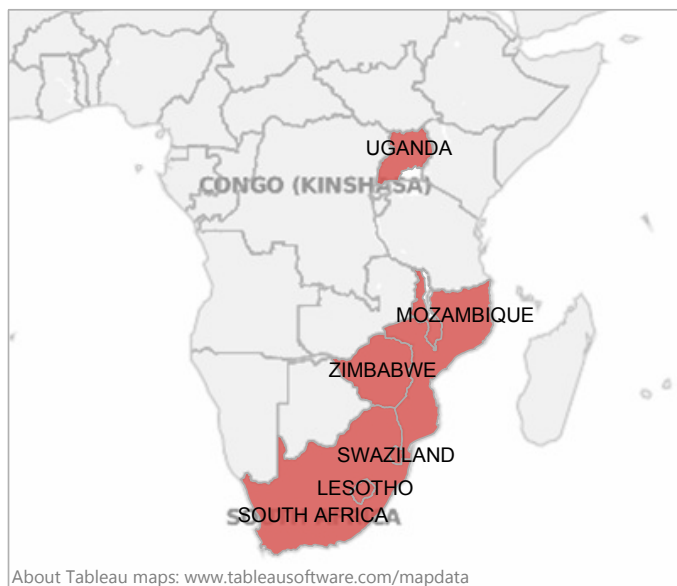 UGANDA
CONGO (KINSHASA)
MOZAMBIQUE
ZIMBABWE
SWAZILAND
LESOTHO
SOUTH AFRICA
About Tableau maps: www.tableausoftware.com/mapdata